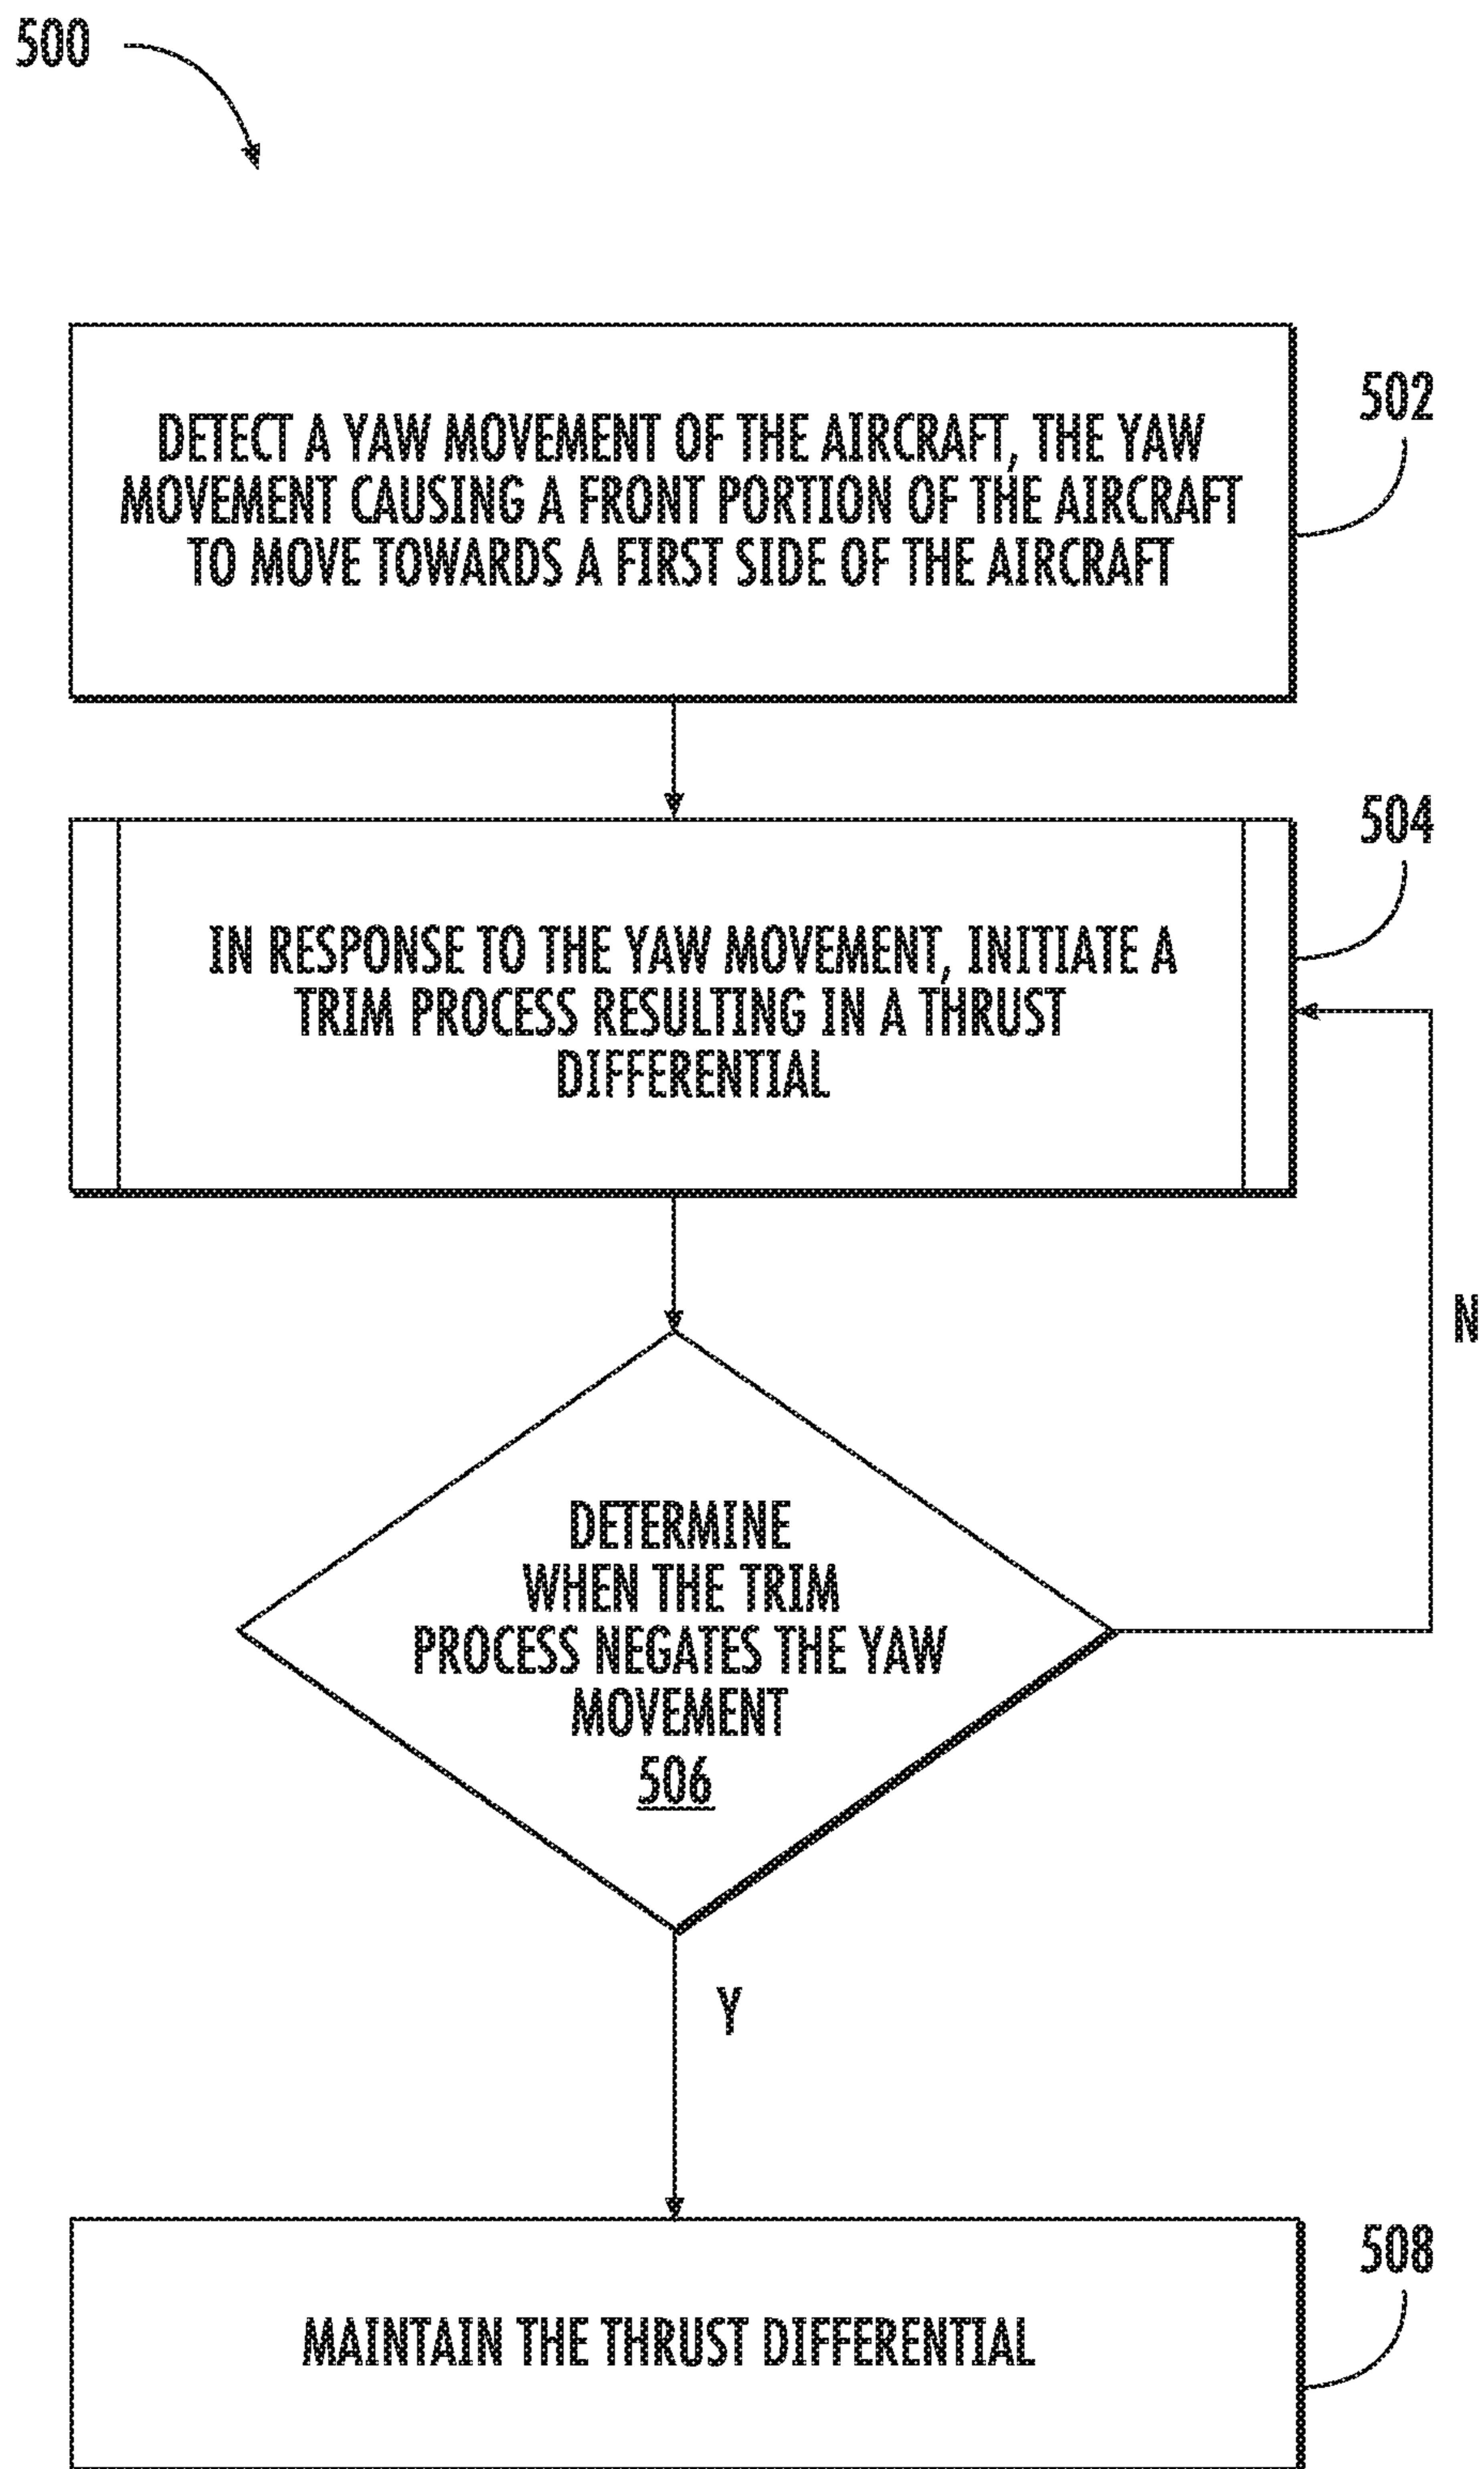 500
DETECT A YAW MOVEMENT OF THE AIRCRAFT, THE YAW
MOVEMENT CAUSING A FRONT PORTION OF THE AIRCRAFT
TO MOVE TOWARDS A FIRST SIDE OF THE AIRCRAFT
502
IN RESPONSE TO THE YAW MOVEMENT, INITIATE A
TRIM PROCESS RESULTING IN A THRUST
DIFFERENTIAL
504
DETERMINE
WHEN THE TRIM
PROCESS NEGATES THE YAW
MOVEMENT
506
N
Y
MAINTAIN THE THRUST DIFFERENTIAL
508